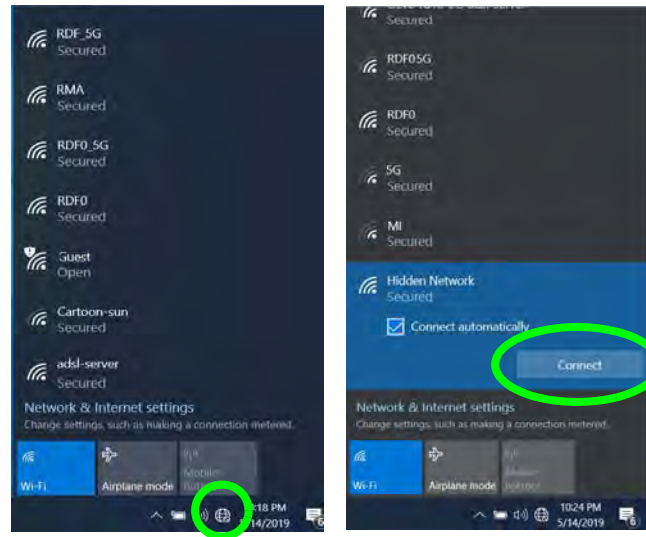 RDF_5G
Secured
RMA
Secured
RDF0_5G
Secured
RDF0
Secured
Guest
Open
Cartoon-sun
Secured
adsl-server
Secured
Network & Internet settings
Change settings, such as making a connection metered.
Wi-Fi
Airplane mode
Mobile
:18 PM
5/14/2019
6
Secured
RDF05G
Secured
RDF0
Secured
5G
Secured
MI
Secured
Hidden Network
Secured
Connect automatically
Connect
Network & Internet settings
Change settings, such as making a connection metered.
Wi-Fi
Airplane mode
Mobile
hotspot
10:24 PM
5/14/2019
6